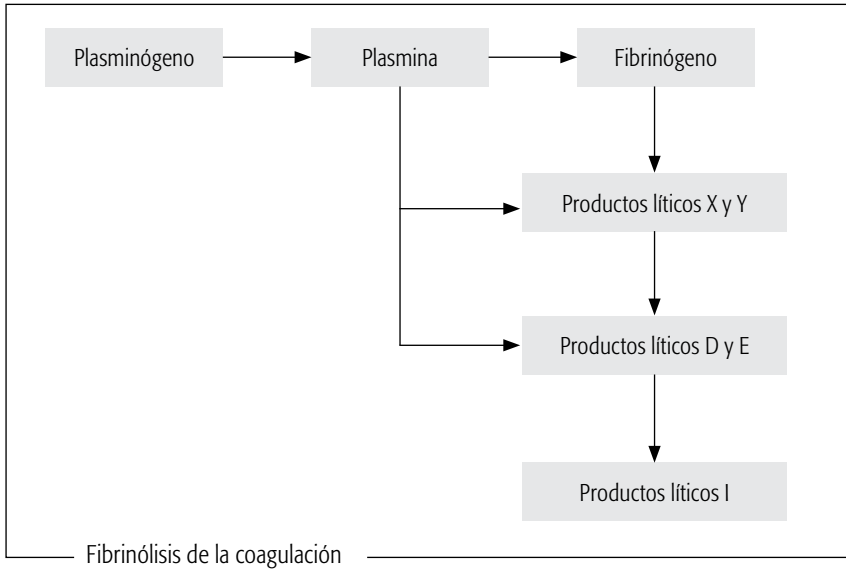 Plasminógeno
Plasmina
Fibrinógeno
Productos líticos X y Y
Productos líticos D y E
Productos líticos I
Fibrinólisis de la coagulación